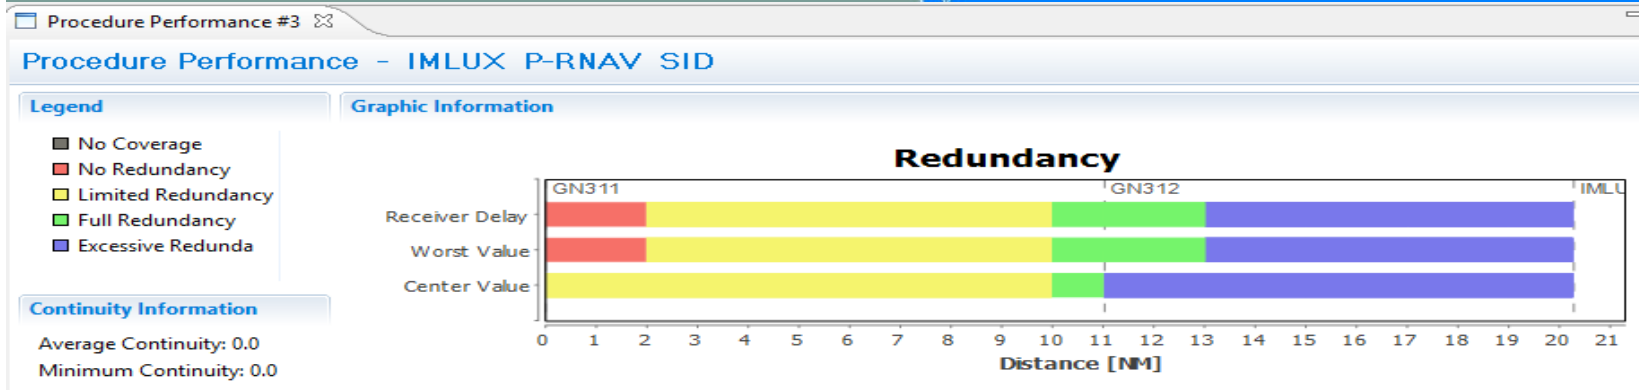 Procedure Performance #3
Procedure Performance - IMLUX P-RNAV SID
Legend
No Coverage
No Redundancy
Limited Redundancy
Full Redundancy
Excessive Redunda
Continuity Information
Average Continuity: 0.0
Minimum Continuity: 0.0
Graphic Information
Redundancy
GN311 GN312 IMLU
Receiver Delay
Worst Value
Center Value
0 1 2 3 4 5 6 7 8 9 10 11 12 13 14 15 16 17 18 19 20 21
Distance [NM]